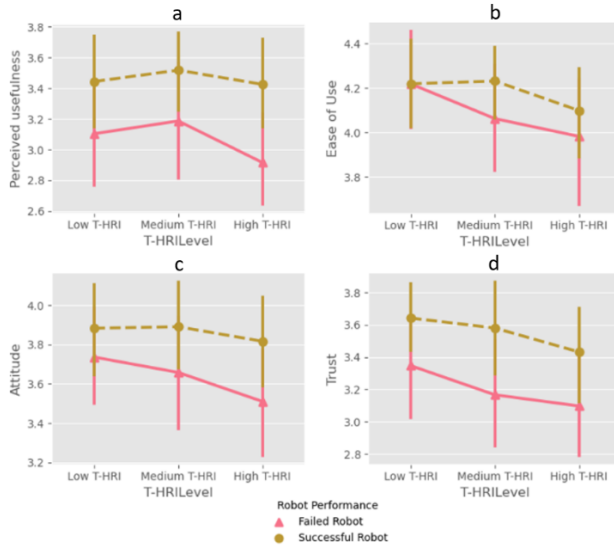 a
b
3.8
3.6
3.4
3.2
3.0
2.8
2.6
Perceived usefulness
Low T-HRI Medium T-HRI High T-HRI
T-HRILevel
4.4
4.2
4.0
3.8
Ease of Use
Low T-HRI Medium T-HRI High T-HRI
T-HRILevel
c
d
4.0
3.8
3.6
3.4
3.2
Attitude
Low T-HRI Medium T-HRI High T-HRI
T-HRILevel
3.8
3.6
3.4
3.2
3.0
2.8
Trust
Low T-HRI Medium T-HRI High T-HRI
T-HRILevel
Robot Performance
Failed Robot
Successful Robot